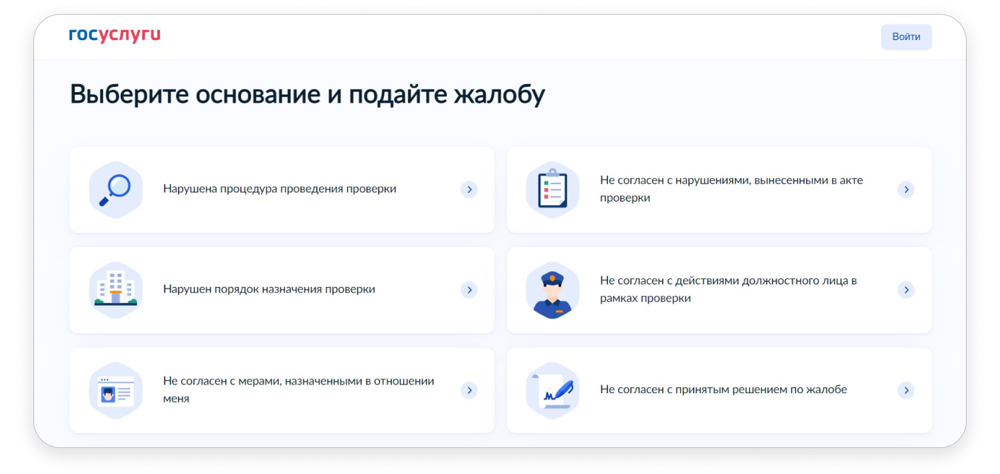 госуслуги
Войти
Выберите основание и подайте жалобу
Нарушена процедура проведения проверки
Не согласен с нарушениями, вынесенными в акте
проверки
Нарушен порядок назначения проверки
Не согласен с действиями должностного лица в
рамках проверки
Не согласен с мерами, назначенными в отношении
меня
Не согласен с принятым решением по жалобе